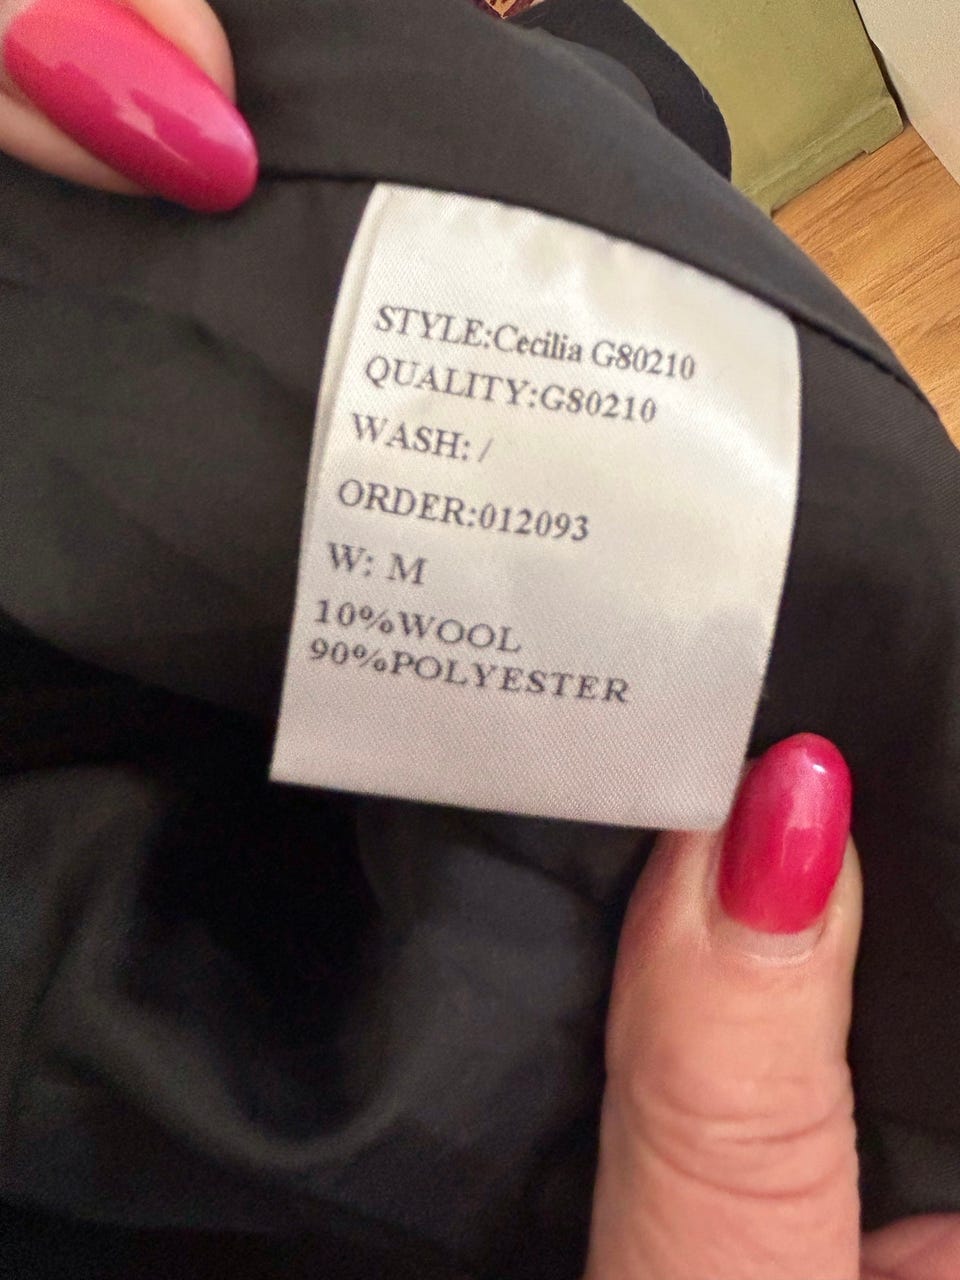 STYLE:Cecilia G80210
QUALITY:G80210
WASH: /
ORDER:012093
W: M
10%WOOL
90%POLYESTER